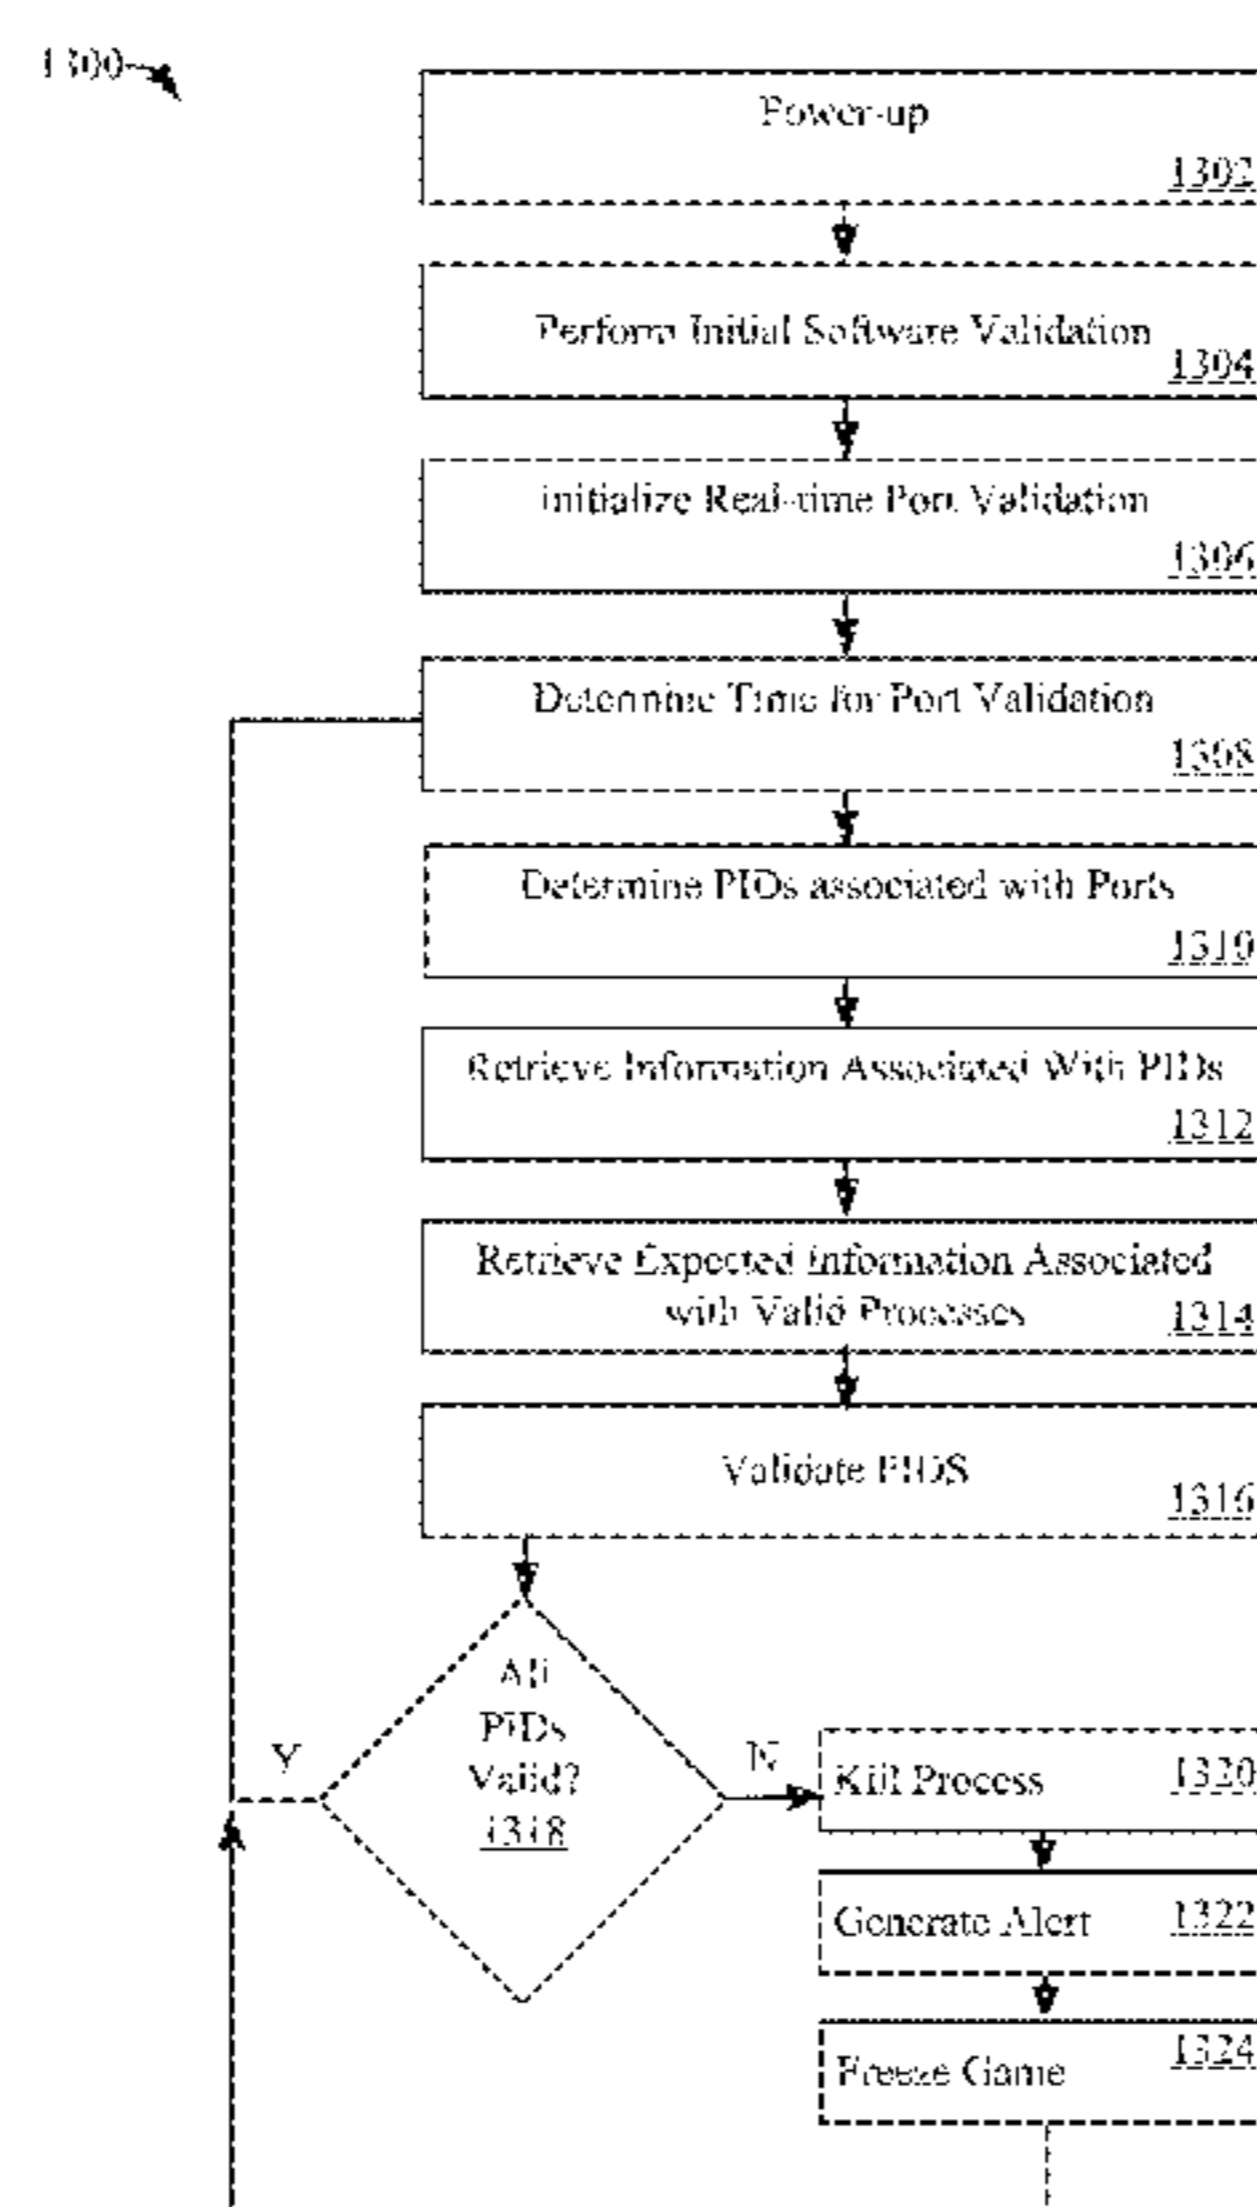 1300
Power-up
1302
Perform Initial Software Validation
1304
Initialize Real-time Port Validation
1306
Determine Time for Port Validation
1308
Determine PIDs associated with Ports
1310
Retrieve Information Associated With PIDs
1312
Retrieve Expected Information Associated
with Valid Processes
1314
Validate PIDS
1316
All
PIDs
Valid?
1318
Y
N
Kill Process 1320
Generate Alert 1322
Freeze Game 1324